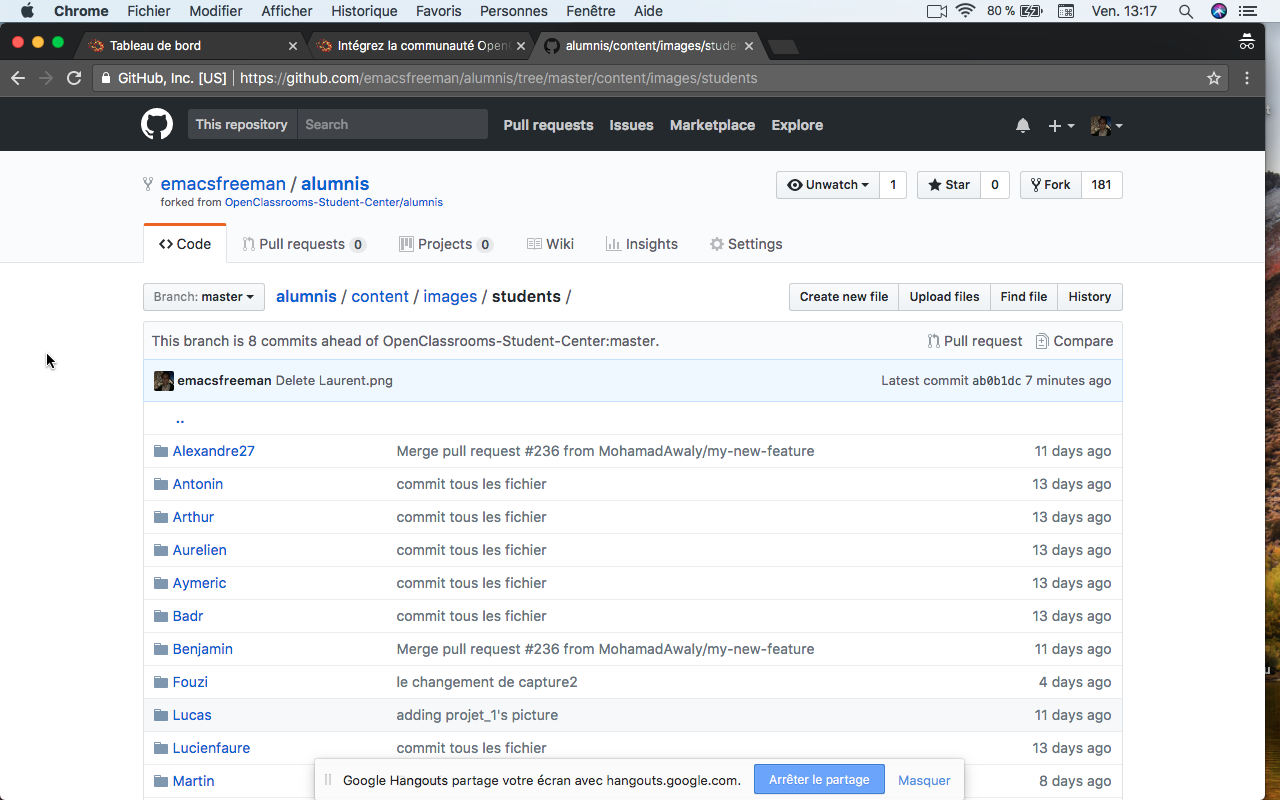 Chrome Fichier Modifier Afficher Historique Favoris Personnes Fenêtre Aide 80 % Ven. 13:17
Tableau de bord Intégrez la communauté Open alumnis/content/images/stude
GitHub, Inc. [US] https://github.com/emacsfreeman/alumnis/tree/master/content/images/students
This repository Search Pull requests Issues Marketplace Explore
emacsfreeman / alumnis Unwatch 1 Star 0 Fork 181
forked from OpenClassrooms-Student-Center/alumnis
Code Pull requests 0 Projects 0 Wiki Insights Settings
Branch: master alumnis / content / images / students / Create new file Upload files Find file History
This branch is 8 commits ahead of OpenClassrooms-Student-Center:master. Pull request Compare
emacsfreeman Delete Laurent.png Latest commit ab0b1dc 7 minutes ago
..
Alexandre27 Merge pull request #236 from MohamadAwaly/my-new-feature 11 days ago
Antonin commit tous les fichier 13 days ago
Arthur commit tous les fichier 13 days ago
Aurelien commit tous les fichier 13 days ago
Aymeric commit tous les fichier 13 days ago
Badr commit tous les fichier 13 days ago
Benjamin Merge pull request #236 from MohamadAwaly/my-new-feature 11 days ago
Fouzi le changement de capture2 4 days ago
Lucas adding projet_1's picture 11 days ago
Lucienfaure commit tous les fichier 13 days ago
Martin 8 days ago
Google Hangouts partage votre écran avec hangouts.google.com. Arrêter le partage Masquer